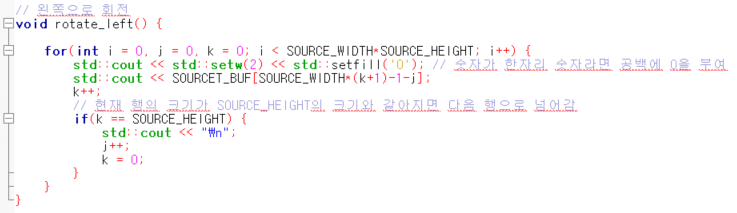 // 왼쪽으로 회전
void rotate_left() {
for(int i = 0, j = 0, k = 0; i < SOURCE_WIDTH*SOURCE_HEIGHT; i++) {
std::cout << std::setw(2) << std::setfill('0'); // 숫자가 한자리 숫자라면 공백에 0을 부여
std::cout << SOURCET_BUF[SOURCE_WIDTH*(k+1)-1-j];
k++;
// 현재 행의 크기가 SOURCE_HEIGHT의 크기와 같아지면 다음 행으로 넘어감
if(k == SOURCE_HEIGHT) {
std::cout << "₩n";
j++;
k = 0;
}
}
}